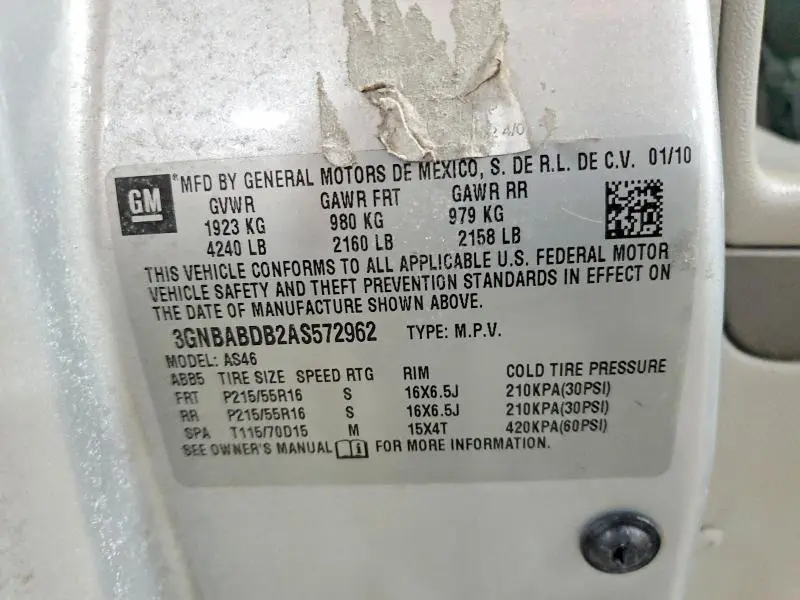 24/0
GM
MFD BY GENERAL MOTORS DE MEXICO, S. DE R.L. DE C.V. 01/10
GVWR GAWR FRT GAWR RR
1923 KG 980 KG 979 KG
4240 LB 2160 LB 2158 LB
THIS VEHICLE CONFORMS TO ALL APPLICABLE U.S. FEDERAL MOTOR
VEHICLE SAFETY AND THEFT PREVENTION STANDARDS IN EFFECT ON
THE DATE OF MANUFACTURE SHOWN ABOVE.
3GNBABDB2AS572962 TYPE: M.P.V.
MODEL: AS46
ABB5 TIRE SIZE SPEED RTG RIM COLD TIRE PRESSURE
FRT P215/55R16 S 16X6.5J 210KPA(30PSI)
RR P215/55R16 S 16X6.5J 210KPA(30PSI)
SPA T115/70D15 M 15X4T 420KPA(60PSI)
SEE OWNER'S MANUAL FOR MORE INFORMATION.